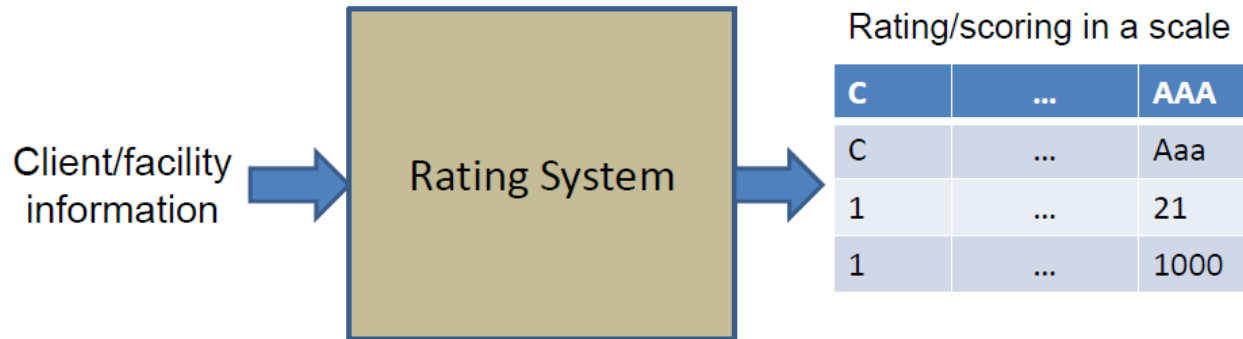 Rating/scoring in a scale
C ... AAA
C ... Aaa
1 ... 21
1 ... 1000
Client/facility
information
Rating System